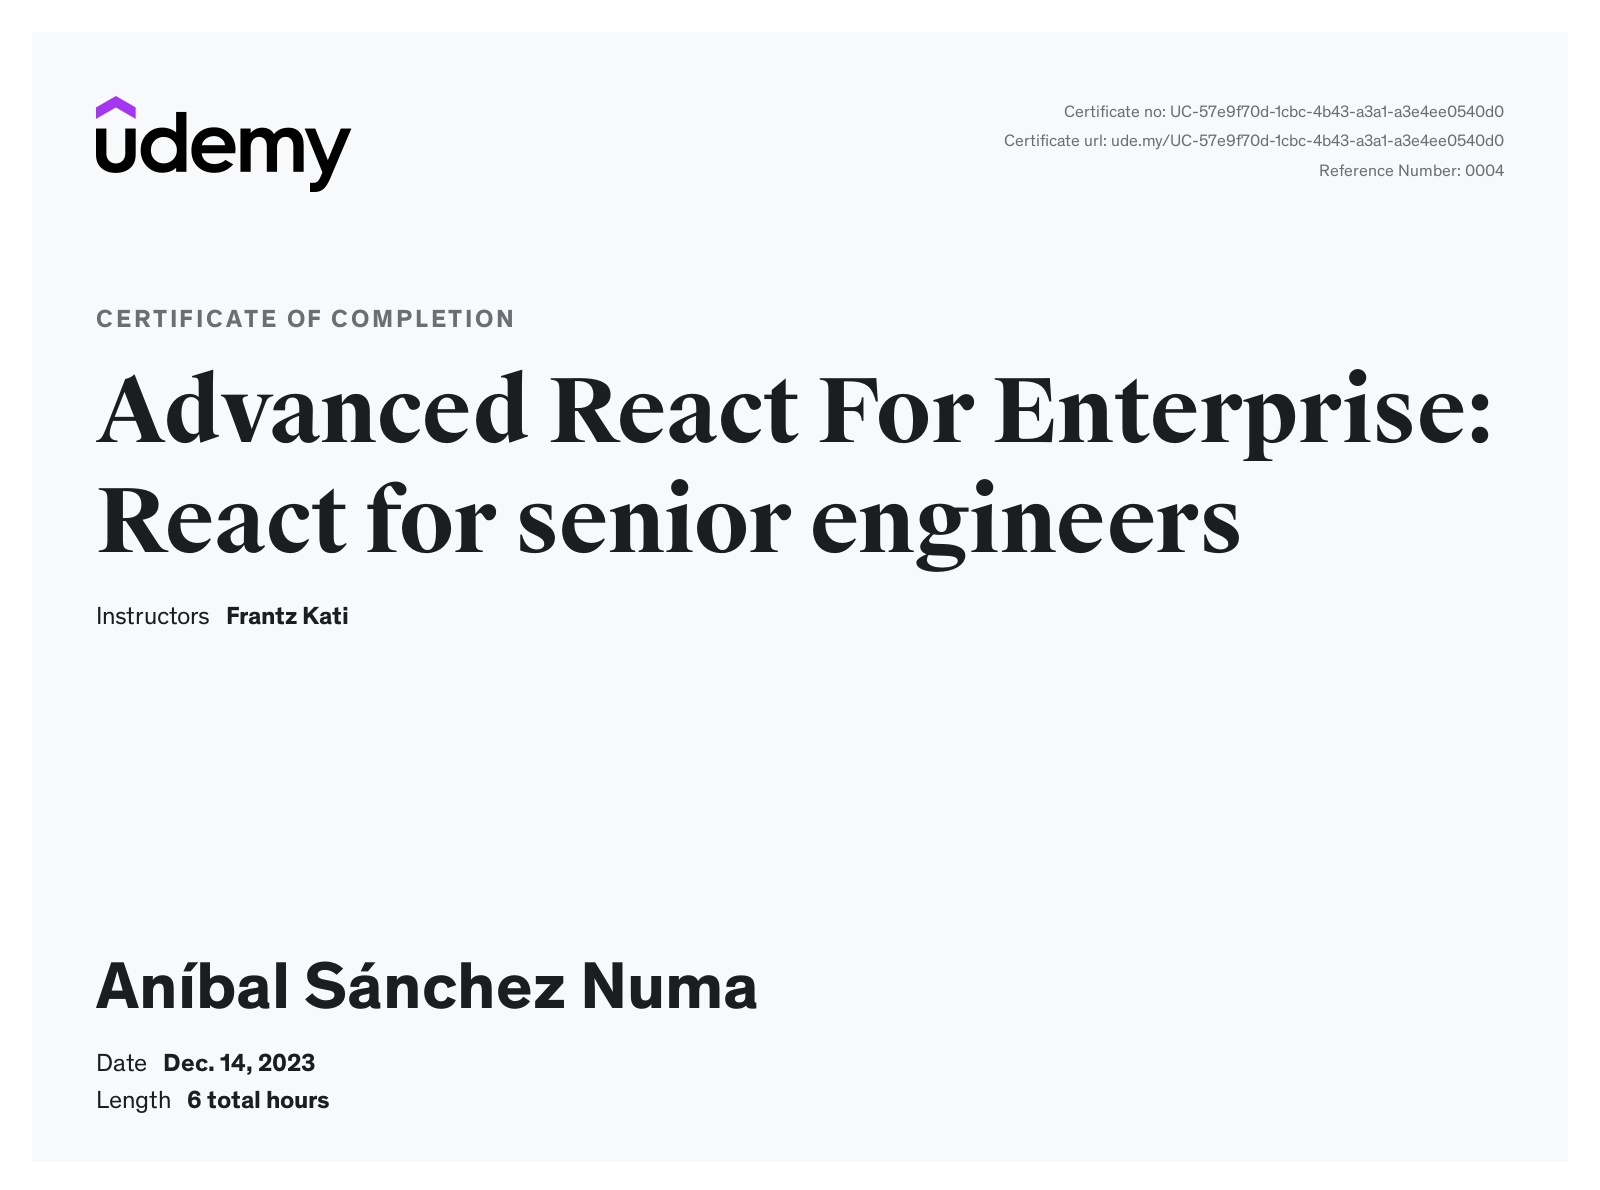 udemy
Certificate no: UC-57e9f70d-1cbc-4b43-a3a1-a3e4ee0540d0
Certificate url: ude.my/UC-57e9f70d-1cbc-4b43-a3a1-a3e4ee0540d0
Reference Number: 0004
CERTIFICATE OF COMPLETION
Advanced React For Enterprise:
React for senior engineers
Instructors Frantz Kati
Aníbal Sánchez Numa
Date Dec. 14, 2023
Length 6 total hours